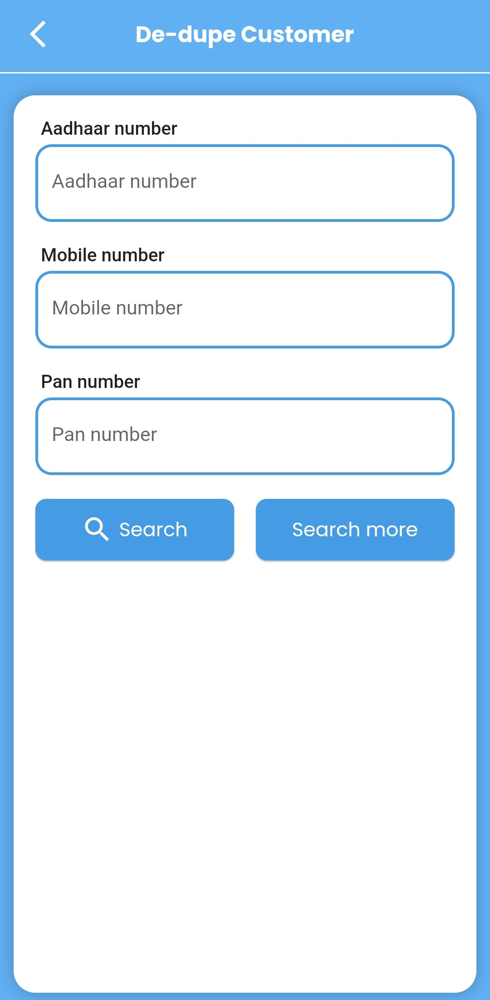 De-dupe Customer
Aadhaar number
Aadhaar number
Mobile number
Mobile number
Pan number
Pan number
Search
Search more